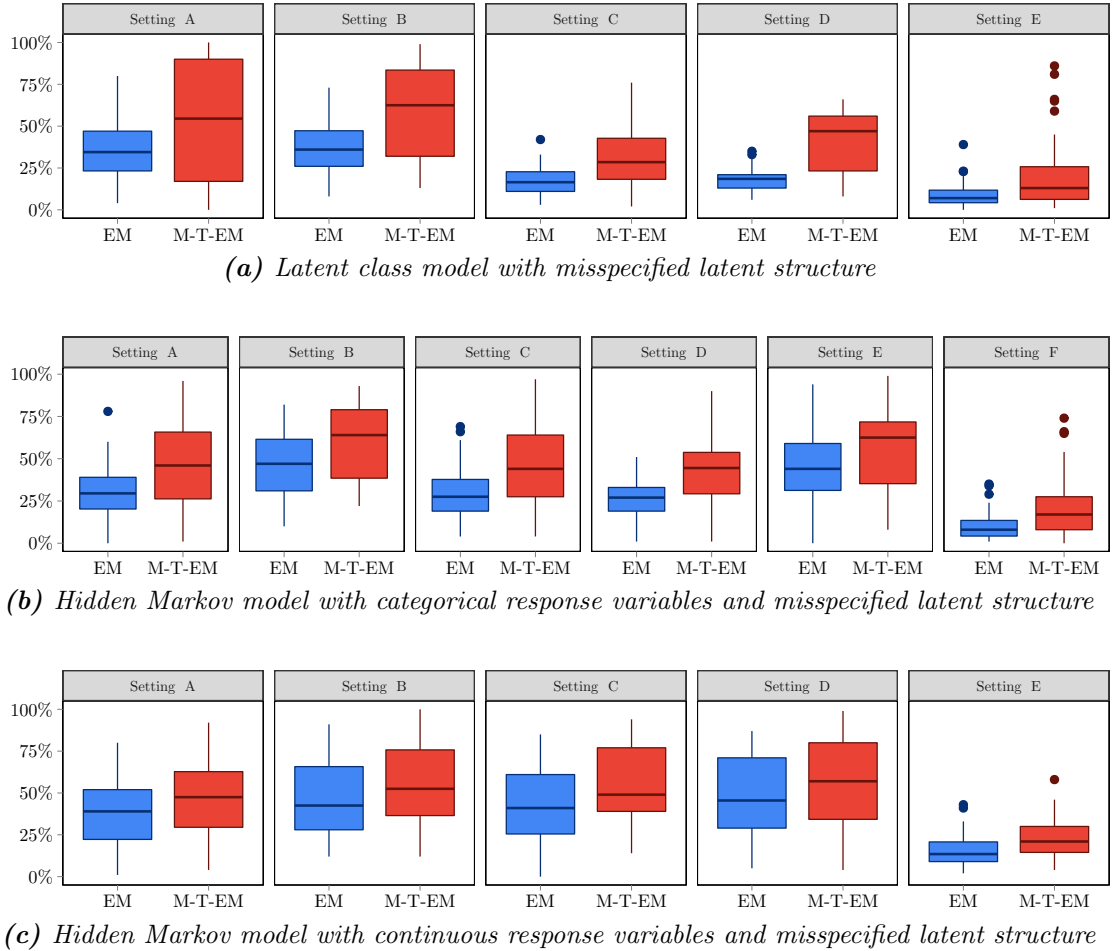 Setting A Setting B Setting C Setting D Setting E
100%
75%
50%
25%
0%
EM M-T-EM EM M-T-EM EM M-T-EM EM M-T-EM EM M-T-EM
(a) Latent class model with misspecified latent structure
Setting A Setting B Setting C Setting D Setting E Setting F
100%
75%
50%
25%
0%
EM M-T-EM EM M-T-EM EM M-T-EM EM M-T-EM EM M-T-EM EM M-T-EM
(b) Hidden Markov model with categorical response variables and misspecified latent structure
Setting A Setting B Setting C Setting D Setting E
100%
75%
50%
25%
0%
EM M-T-EM EM M-T-EM EM M-T-EM EM M-T-EM EM M-T-EM
(c) Hidden Markov model with continuous response variables and misspecified latent structure